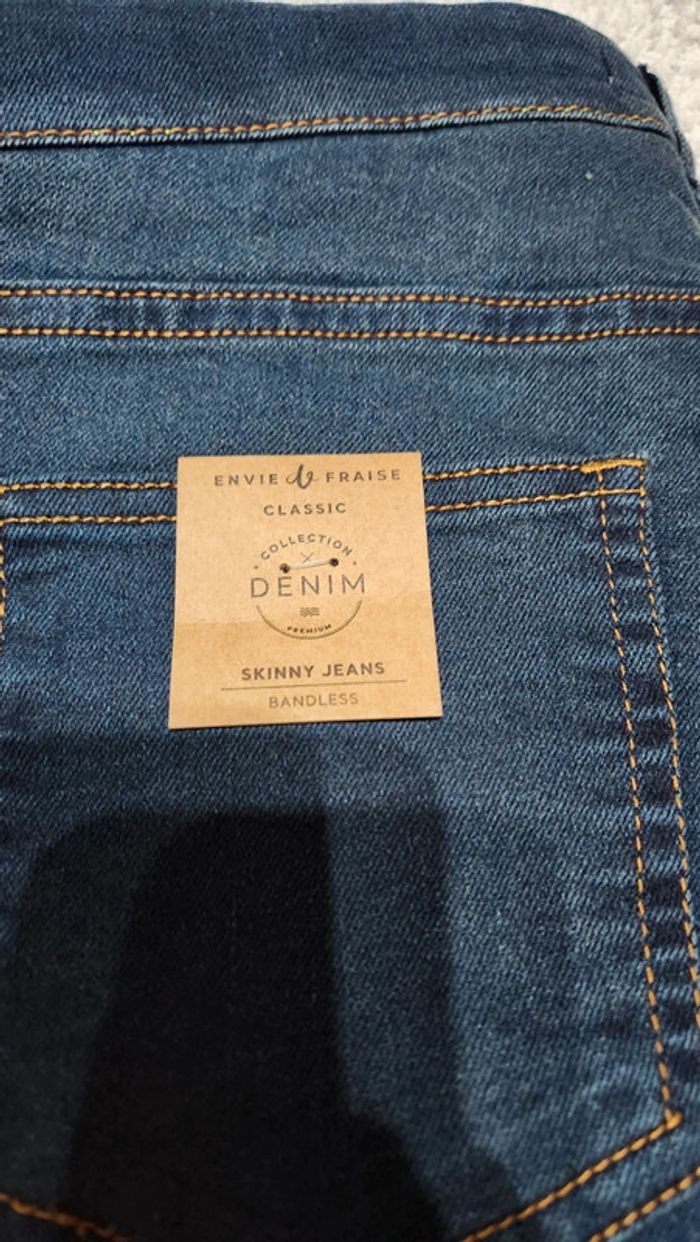 ENVIE de FRAISE
CLASSIC
COLLECTION
DENIM
PREMIUM
SKINNY JEANS
BANDLESS